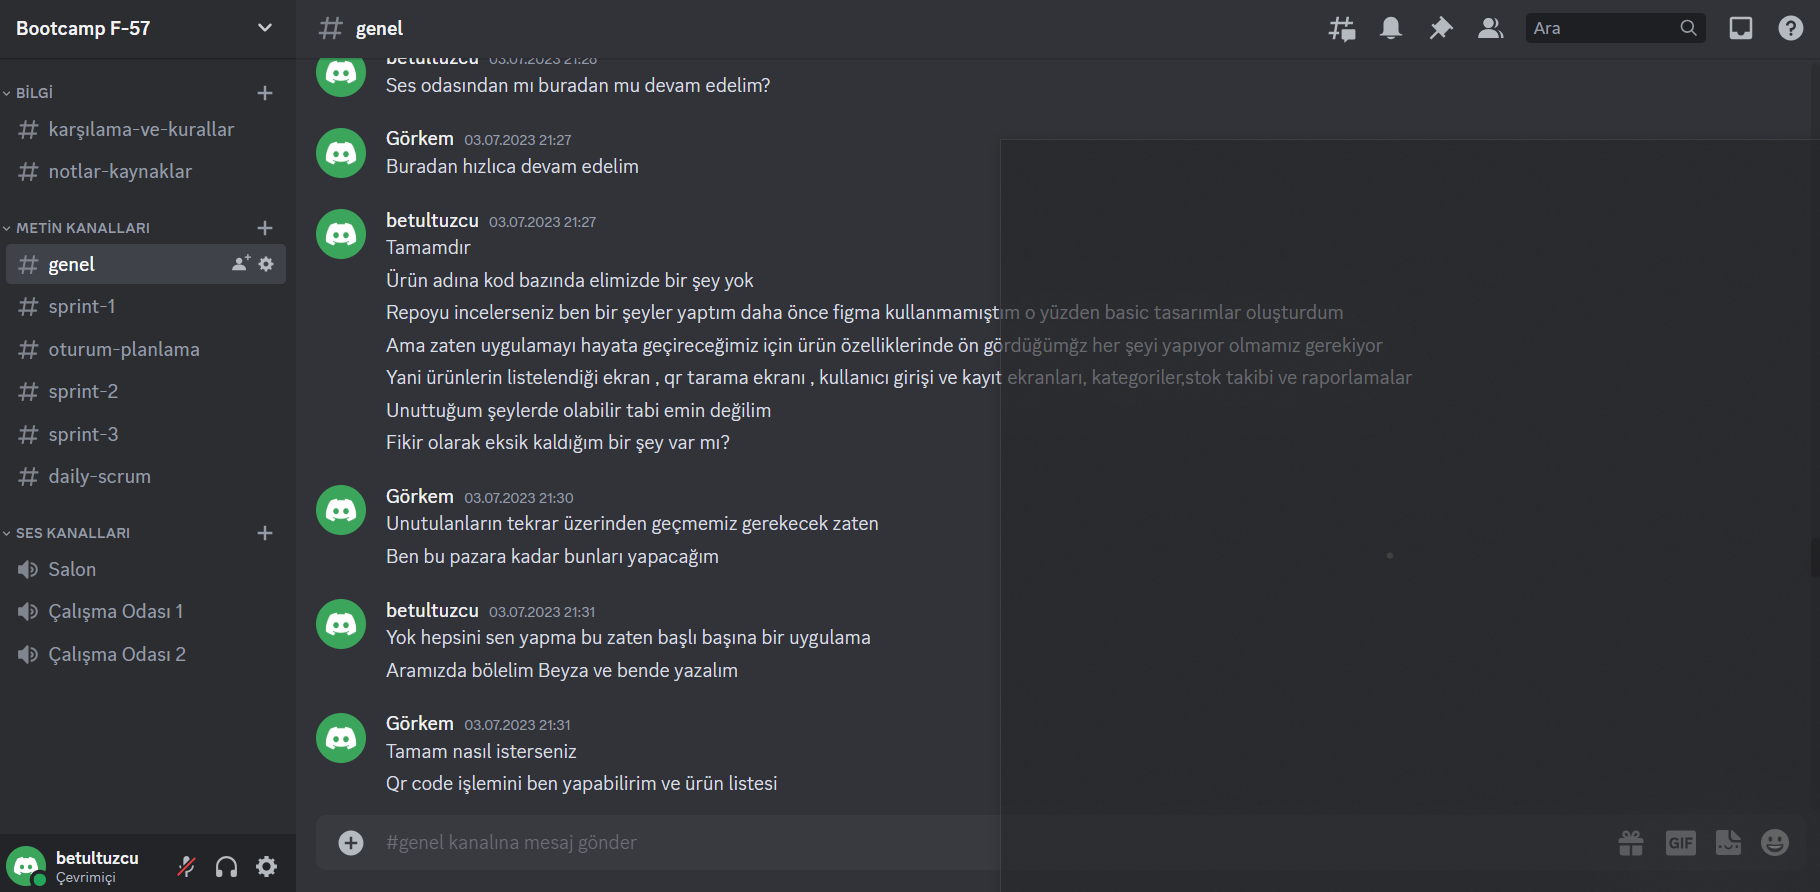 Bootcamp F-57
BİLGİ
karşılama-ve-kurallar
notlar-kaynaklar
METİN KANALLARI
genel
sprint-1
oturum-planlama
sprint-2
sprint-3
daily-scrum
SES KANALLARI
Salon
Çalışma Odası 1
Çalışma Odası 2
betultuzcu
Çevrimiçi
genel
Ara
betultuzcu 03.07.2023 21:26
Ses odasından mı buradan mu devam edelim?
Görkem 03.07.2023 21:27
Buradan hızlıca devam edelim
betultuzcu 03.07.2023 21:27
Tamamdır
Ürün adına kod bazında elimizde bir şey yok
Repoyu incelerseniz ben bir şeyler yaptım daha önce figma kullanmamıştım o yüzden basic tasarımlar oluşturdum
Ama zaten uygulamayı hayata geçireceğimiz için ürün özelliklerinde ön gördüğümğz her şeyi yapıyor olmamız gerekiyor
Yani ürünlerin listelendiği ekran , qr tarama ekranı , kullanıcı girişi ve kayıt ekranları, kategoriler,stok takibi ve raporlamalar
Unuttuğum şeylerde olabilir tabi emin değilim
Fikir olarak eksik kaldığım bir şey var mı?
Görkem 03.07.2023 21:30
Unutulanların tekrar üzerinden geçmemiz gerekecek zaten
Ben bu pazara kadar bunları yapacağım
betultuzcu 03.07.2023 21:31
Yok hepsini sen yapma bu zaten başlı başına bir uygulama
Aramızda bölelim Beyza ve bende yazalım
Görkem 03.07.2023 21:31
Tamam nasıl isterseniz
Qr code işlemini ben yapabilirim ve ürün listesi
#genel kanalına mesaj gönder
GIF